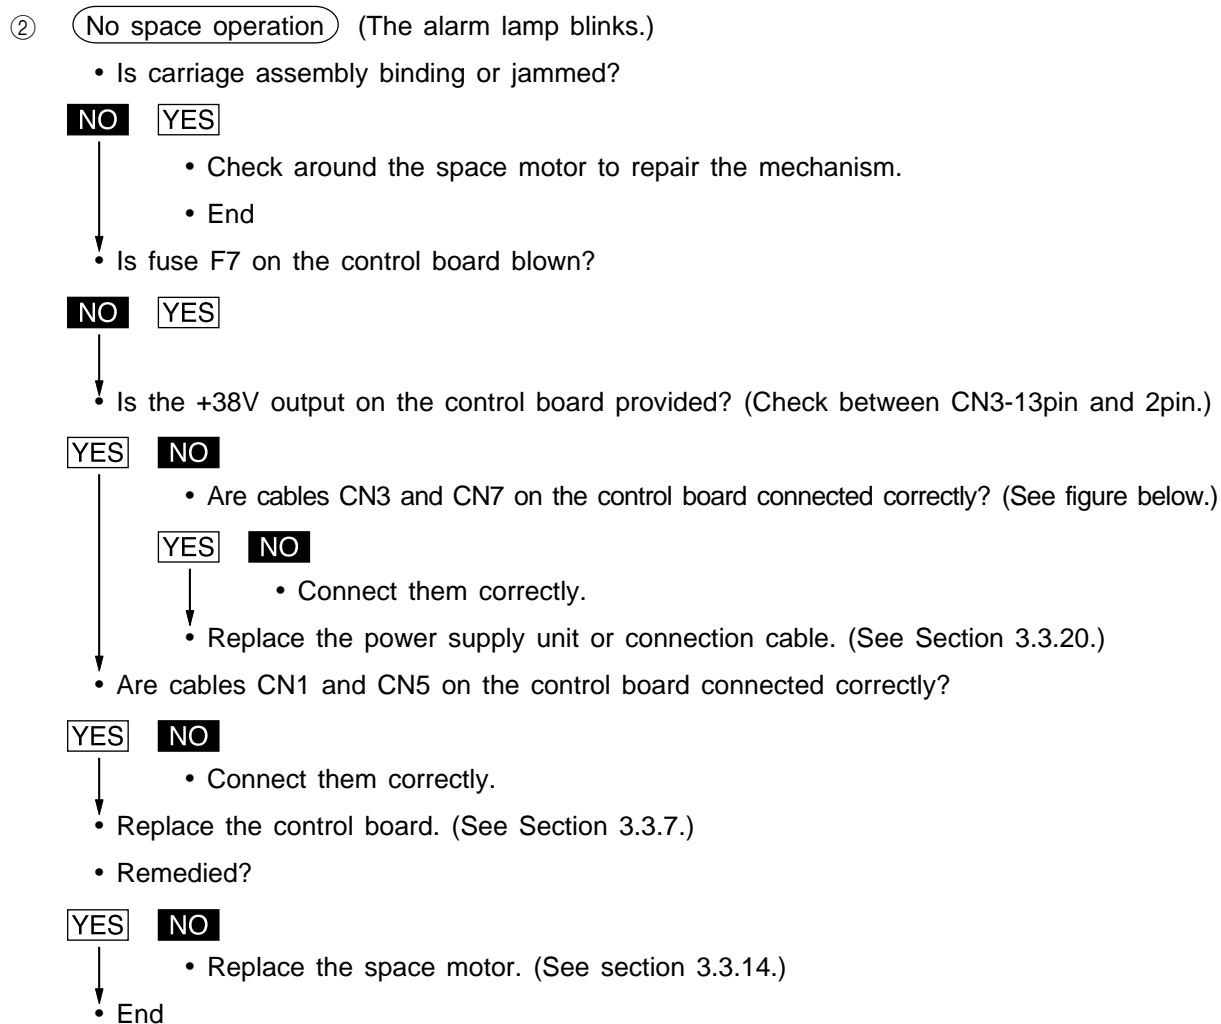 ② No space operation (The alarm lamp blinks.)
• Is carriage assembly binding or jammed?
NO YES
• Check around the space motor to repair the mechanism.
• End
• Is fuse F7 on the control board blown?
NO YES
• Is the +38V output on the control board provided? (Check between CN3-13pin and 2pin.)
YES NO
• Are cables CN3 and CN7 on the control board connected correctly? (See figure below.)
YES NO
• Connect them correctly.
• Replace the power supply unit or connection cable. (See Section 3.3.20.)
• Are cables CN1 and CN5 on the control board connected correctly?
YES NO
• Connect them correctly.
• Replace the control board. (See Section 3.3.7.)
• Remedied?
YES NO
• Replace the space motor. (See section 3.3.14.)
• End